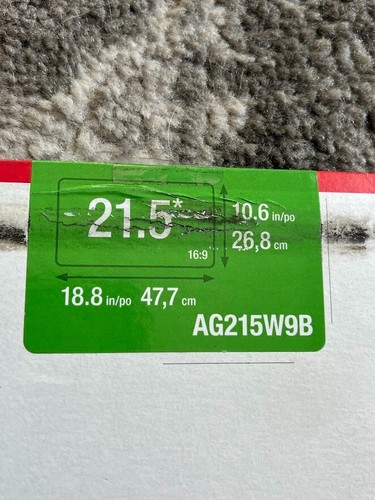 21.5*
10,6 in/po
26,8 cm
16:9
18.8 in/po 47,7 cm
AG215W9B